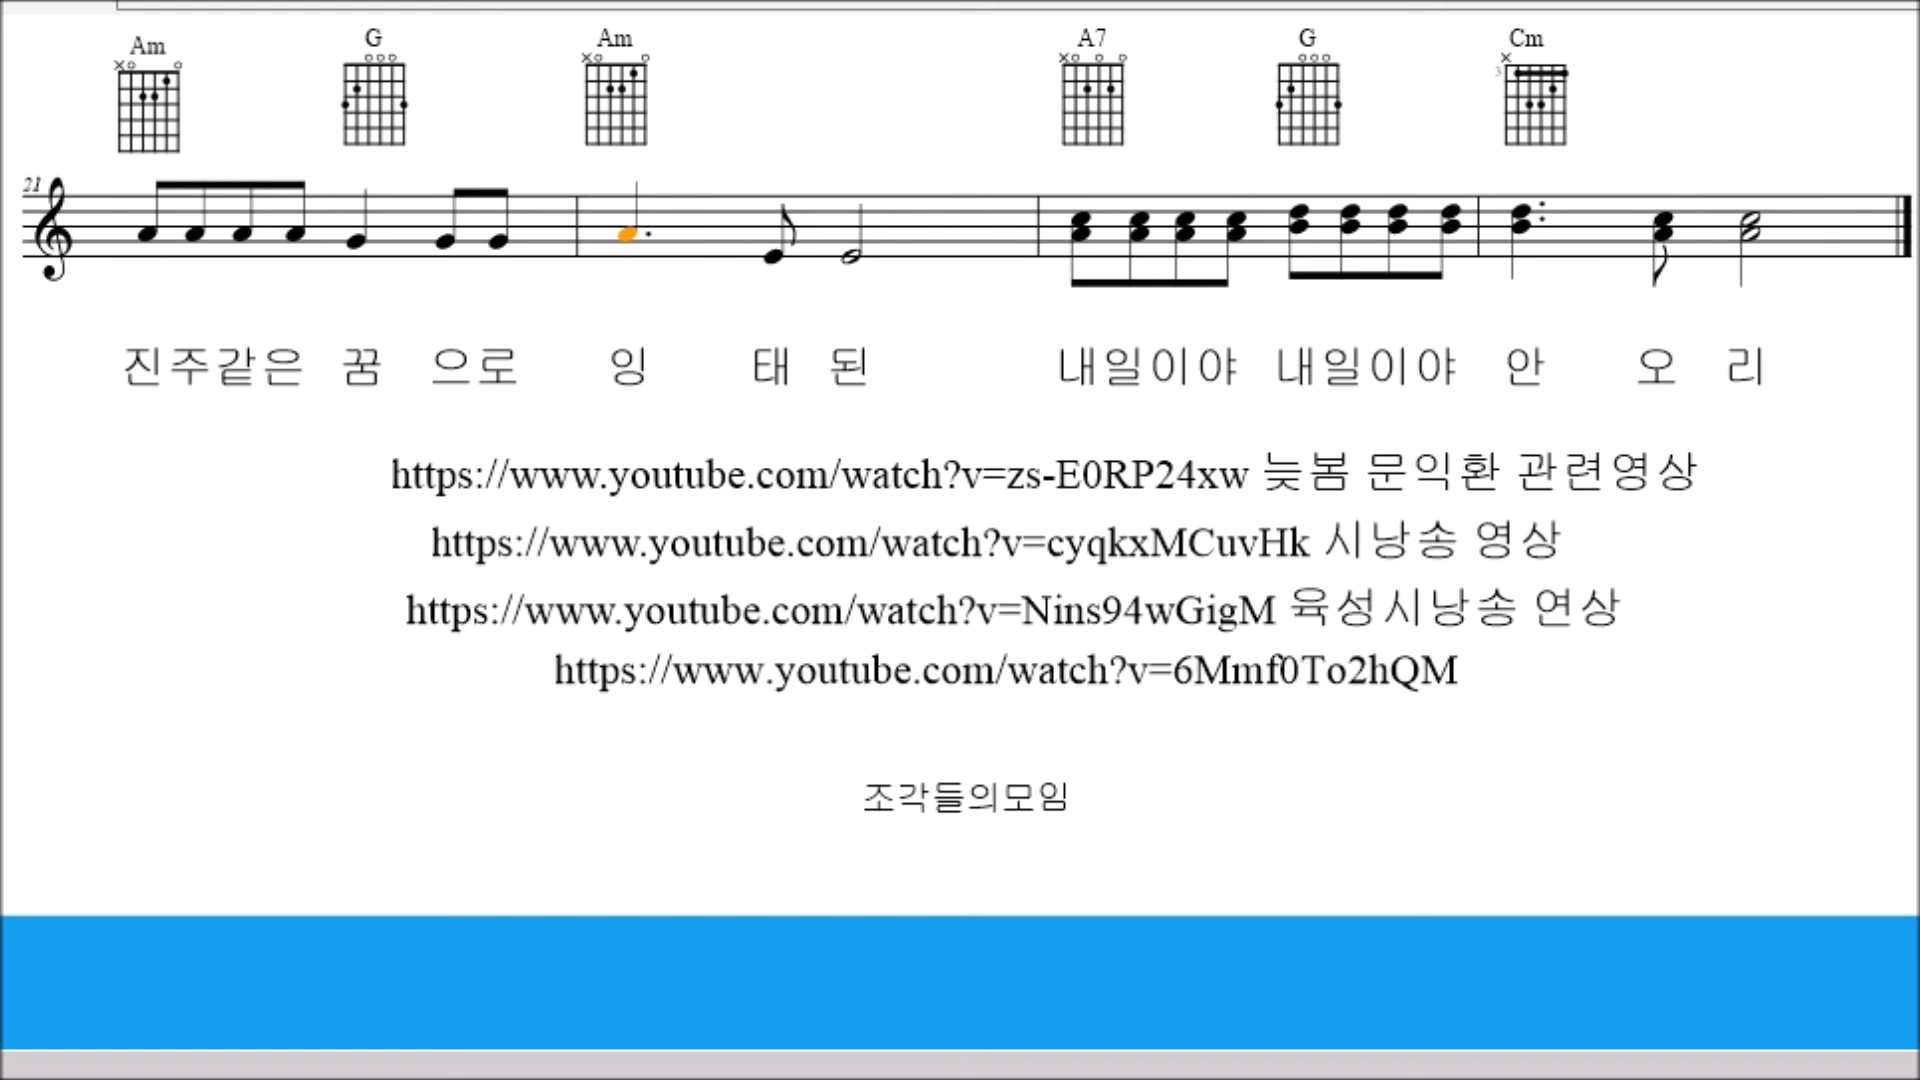 Am G Am A7 G Cm
3
21
진주같은 꿈 으로 잉 태 된 내일이야 내일이야 안 오 리
https://www.youtube.com/watch?v=zs-E0RP24xw 늦봄 문익환 관련영상
https://www.youtube.com/watch?v=cyqkxMCuvHk 시낭송 영상
https://www.youtube.com/watch?v=Nins94wGigM 육성시낭송 연상
https://www.youtube.com/watch?v=6Mmf0To2hQM
조각들의모임